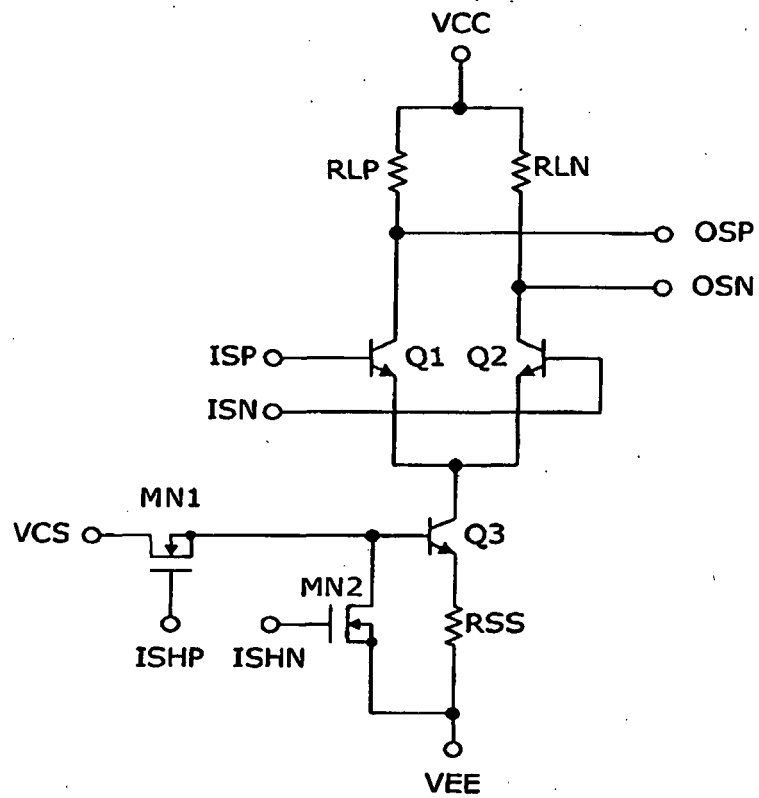 VCC
RLP
RLN
OSP
OSN
ISP
Q1
Q2
ISN
MN1
VCS
Q3
MN2
RSS
ISHP
ISHN
VEE